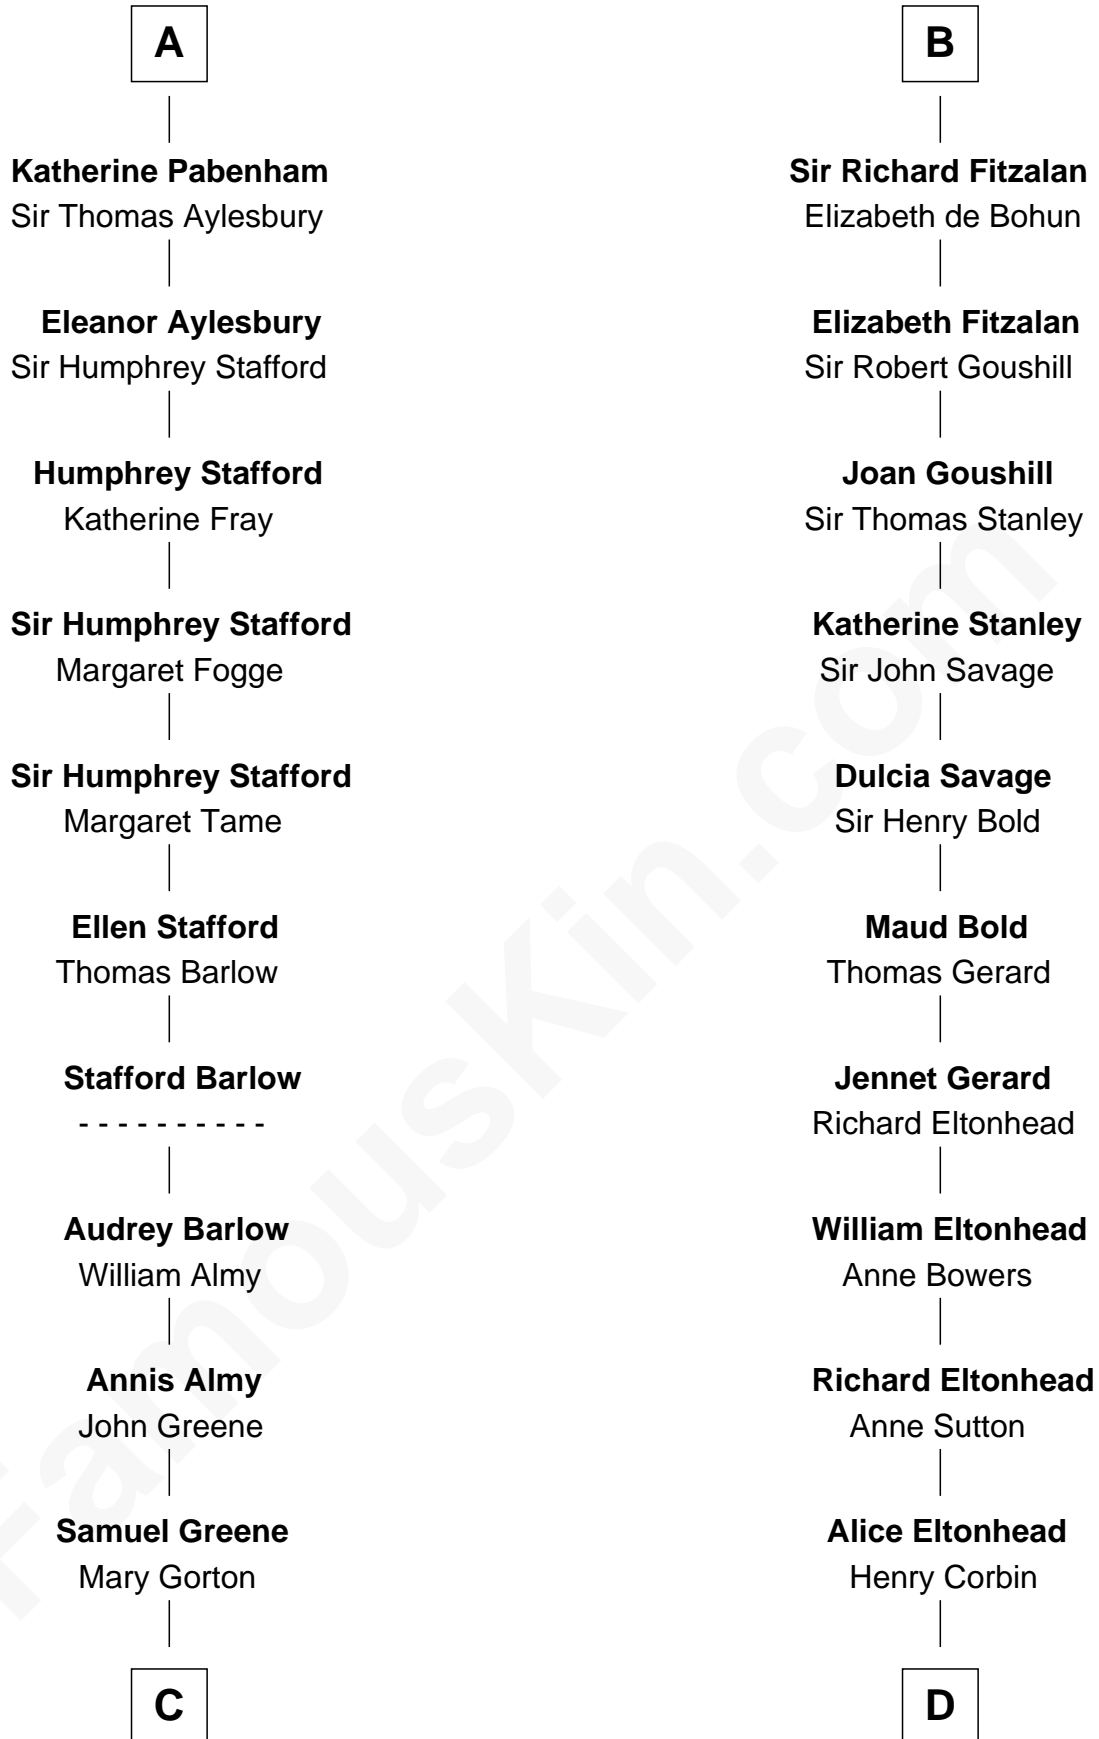 A
Katherine Pabenham
Sir Thomas Aylesbury
Eleanor Aylesbury
Sir Humphrey Stafford
Humphrey Stafford
Katherine Fray
Sir Humphrey Stafford
Margaret Fogge
Sir Humphrey Stafford
Margaret Tame
Ellen Stafford
Thomas Barlow
Stafford Barlow
- - - - - - - - - -
Audrey Barlow
William Almy
Annis Almy
John Greene
Samuel Greene
Mary Gorton
C
B
Sir Richard Fitzalan
Elizabeth de Bohun
Elizabeth Fitzalan
Sir Robert Goushill
Joan Goushill
Sir Thomas Stanley
Katherine Stanley
Sir John Savage
Dulcia Savage
Sir Henry Bold
Maud Bold
Thomas Gerard
Jennet Gerard
Richard Eltonhead
William Eltonhead
Anne Bowers
Richard Eltonhead
Anne Sutton
Alice Eltonhead
Henry Corbin
D
FamousKin.com